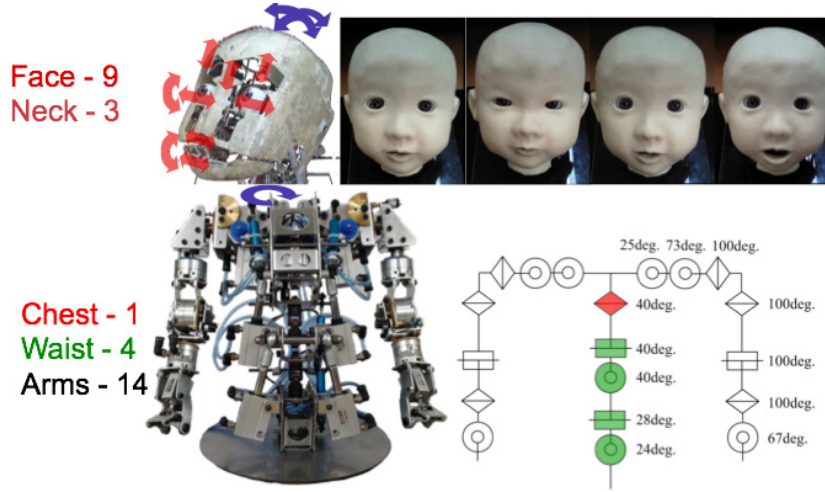 Face - 9
Neck - 3
Chest - 1
Waist - 4
Arms - 14
25deg. 73deg. 100deg.
40deg. 100deg.
40deg. 100deg.
40deg. 100deg.
28deg. 67deg.
24deg.